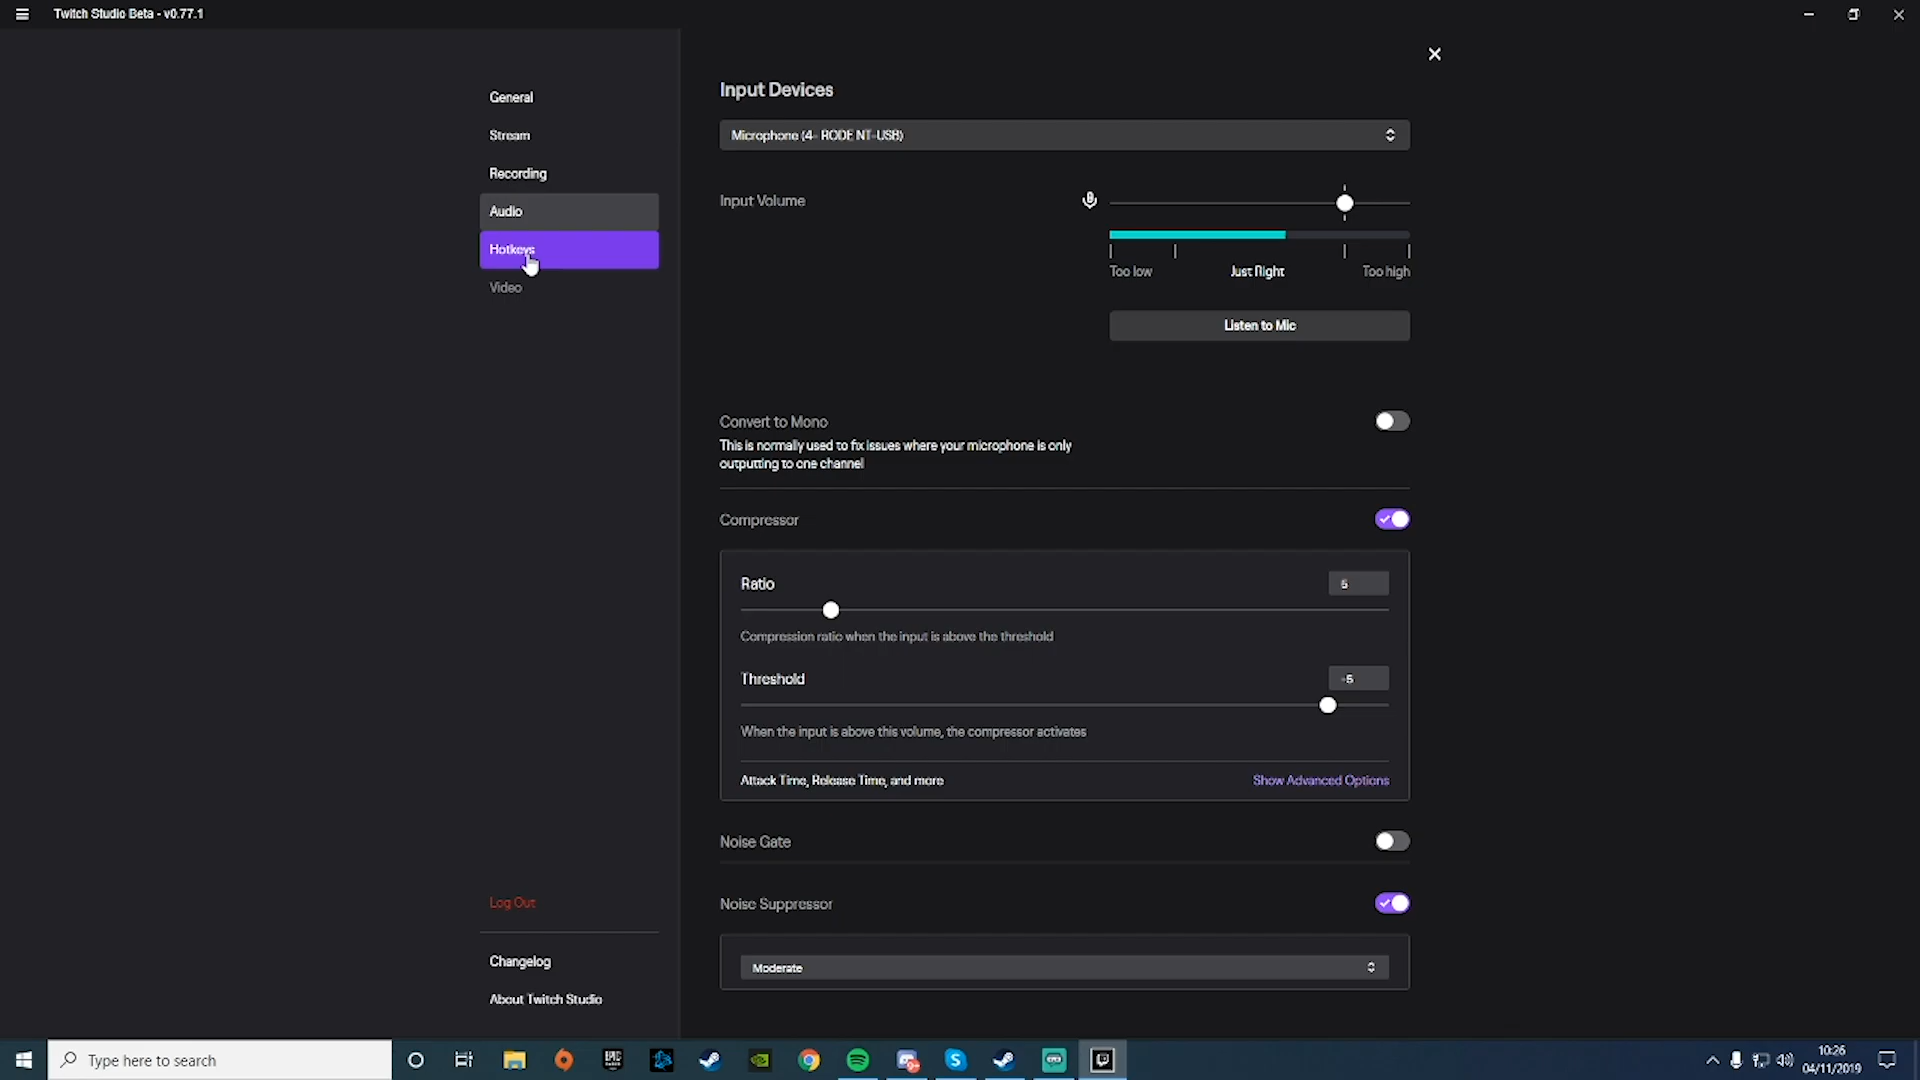 Twitch Studio Beta - v0.77.1
General
Stream
Recording
Audio
Hotkeys
Video
Log Out
Changelog
About Twitch Studio
Input Devices
Microphone (4- RODE NT-USB)
Input Volume
Too low
Just Right
Too high
Listen to Mic
Convert to Mono
This is normally used to fix issues where your microphone is only
outputting to one channel
Compressor
Ratio
5
Compression ratio when the input is above the threshold
Threshold
-5
When the input is above this volume, the compressor activates
Attack Time, Release Time, and more
Show Advanced Options
Noise Gate
Noise Suppressor
Moderate
Type here to search
EPIC
GAMES
10:26
04/11/2019